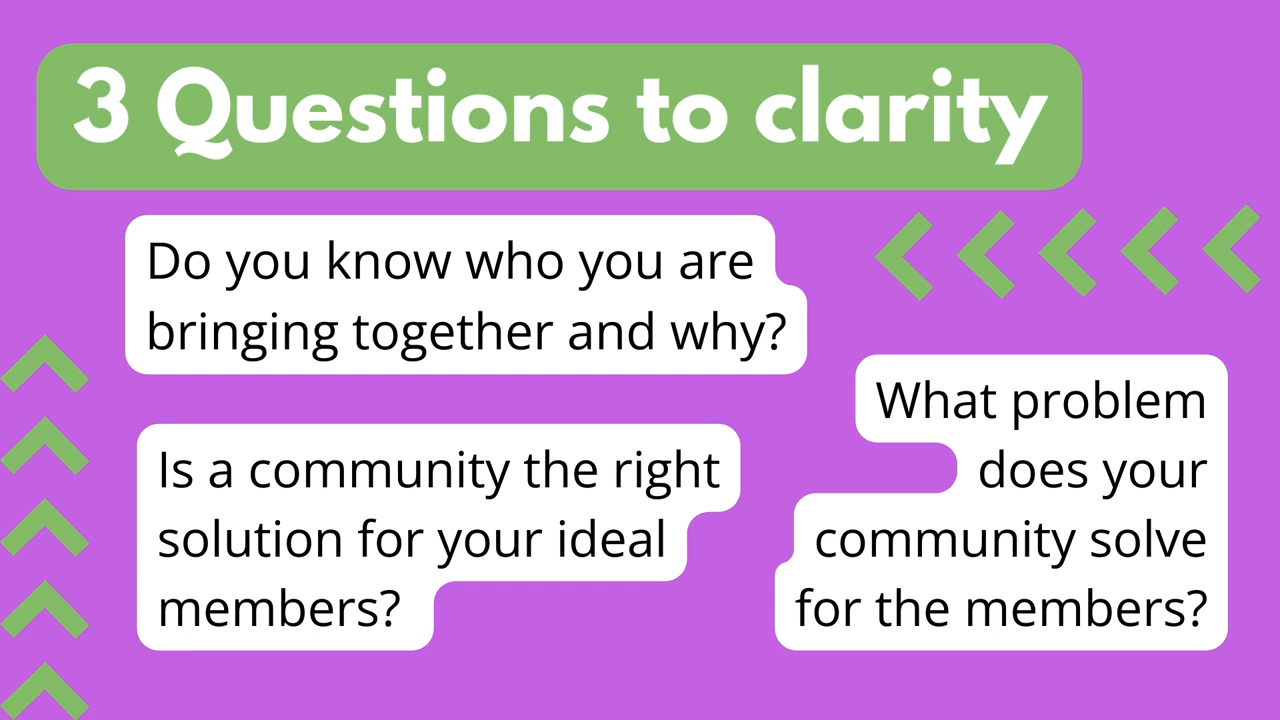 3 Questions to clarity
Do you know who you are
bringing together and why?
What problem
does your
community solve
for the members?
Is a community the right
solution for your ideal
members?